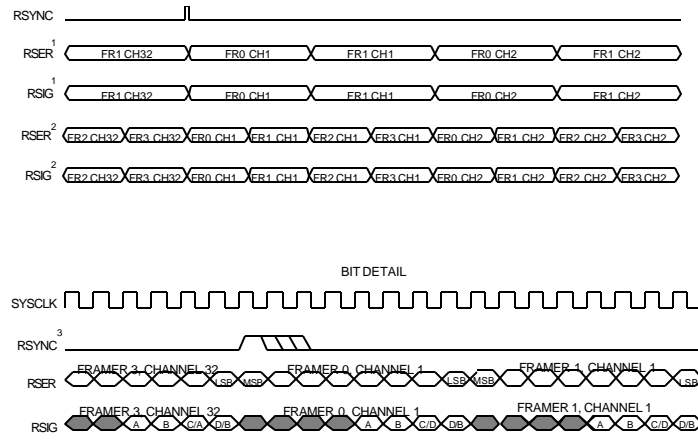 RSYNC
RSER 1 FR1 CH32 FR0 CH1 FR1 CH1 FR0 CH2 FR1 CH2
RSIG 1 FR1 CH32 FR0 CH1 FR1 CH1 FR0 CH2 FR1 CH2
RSER 2 FR2 CH32 FR3 CH32 FR0 CH1 FR1 CH1 FR2 CH1 FR3 CH1 FR0 CH2 FR1 CH2 FR2 CH2 FR3 CH2
RSIG 2 FR2 CH32 FR3 CH32 FR0 CH1 FR1 CH1 FR2 CH1 FR3 CH1 FR0 CH2 FR1 CH2 FR2 CH2 FR3 CH2
BIT DETAIL
SYSCLK
RSYNC 3
FRAMER 3, CHANNEL 32 FRAMER 0, CHANNEL 1 FRAMER 1, CHANNEL 1
RSER LSB MSB LSB MSB LSB
FRAMER 3, CHANNEL 32 FRAMER 0, CHANNEL 1 FRAMER 1, CHANNEL 1
RSIG A B C/A D/B A B C/D D/B A B C/D D/B